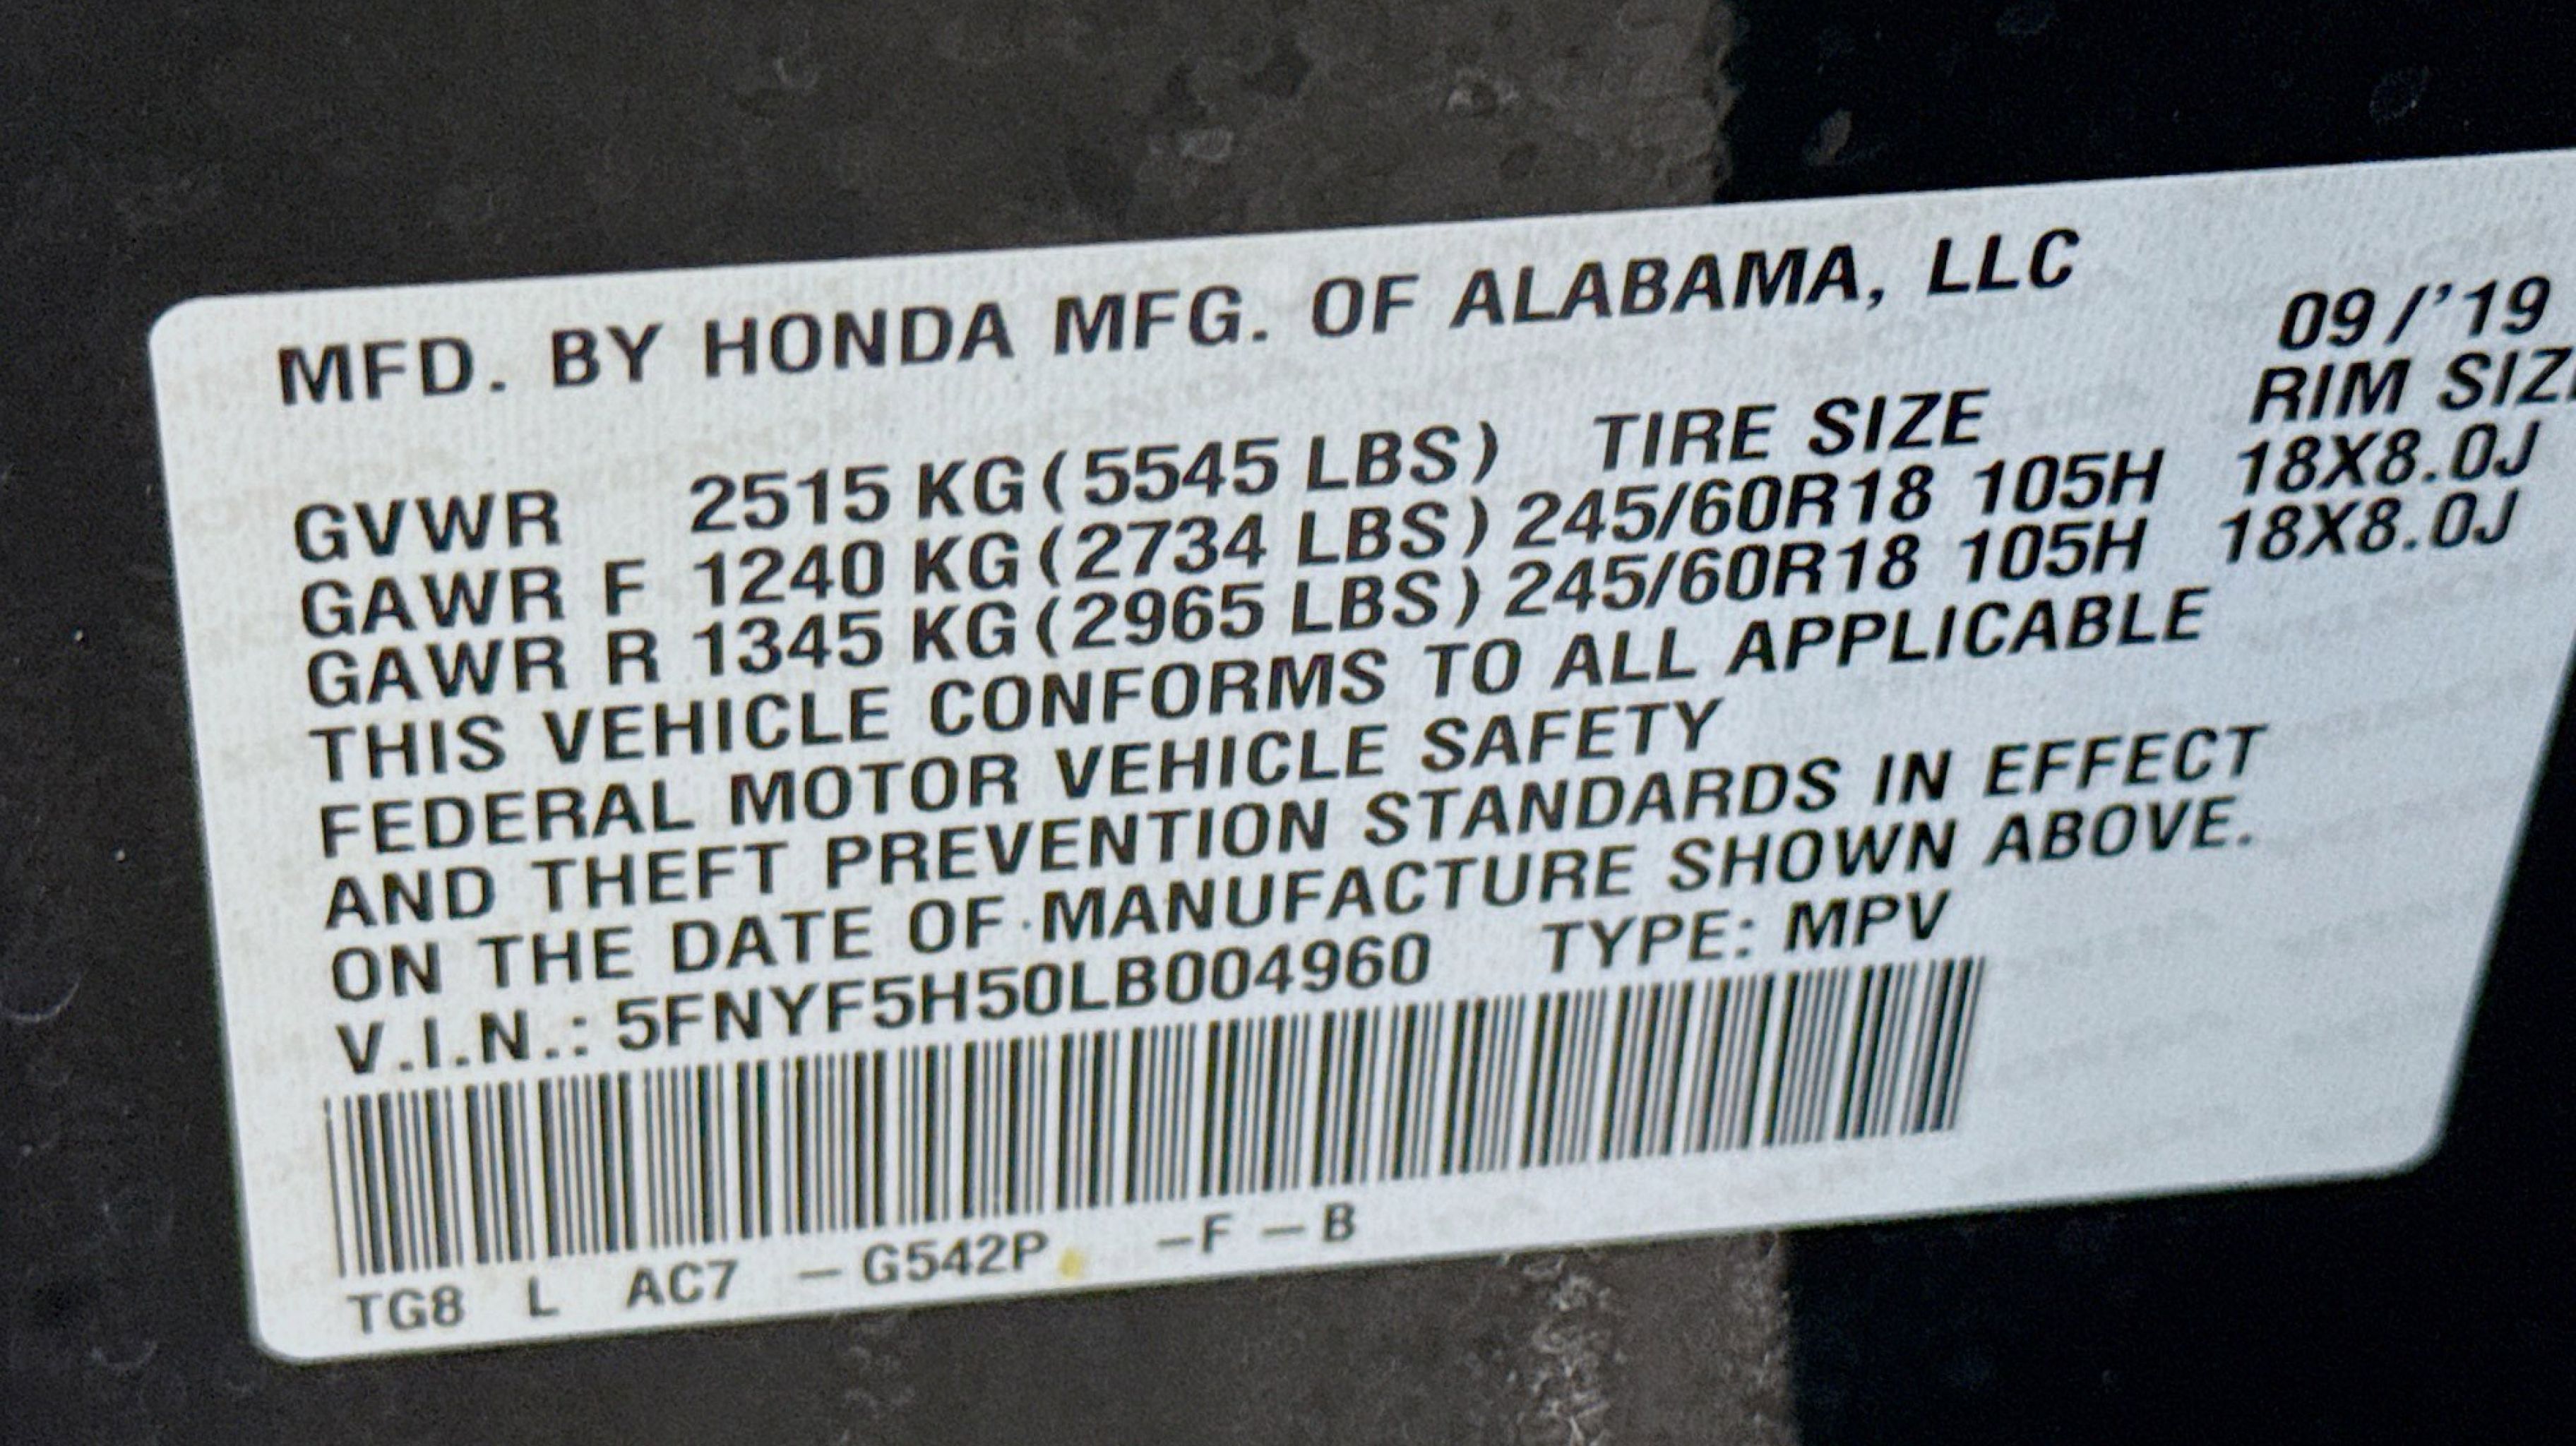 MFD. BY HONDA MFG. OF ALABAMA, LLC
09/'19
GVWR 2515 KG(5545 LBS) TIRE SIZE RIM
GAWR F 1240 KG(2734 LBS) 245/60R18 105H 18X8.0J
GAWR R 1345 KG(2965 LBS) 245/60R18 105H 18X8.0J
THIS VEHICLE CONFORMS TO ALL APPLICABLE
FEDERAL MOTOR VEHICLE SAFETY
AND THEFT PREVENTION STANDARDS IN EFFECT
ON THE DATE OF MANUFACTURE SHOWN ABOVE.
V.I.N.: 5FNYF5H50LB004960 TYPE: MPV
TG8 L AC7 – G542P –F – B